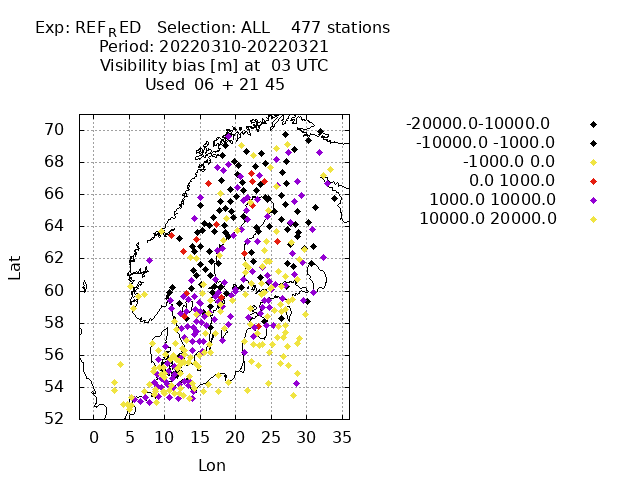 Exp: REFRED Selection: ALL 477 stations
Period: 20220310-20220321
Visibility bias [m] at 03 UTC
Used 06 + 21 45
-20000.0-10000.0
-10000.0 -1000.0
-1000.0 0.0
0.0 1000.0
1000.0 10000.0
10000.0 20000.0
70
68
66
64
62
60
58
56
54
52
Lat
0 5 10 15 20 25 30 35
Lon